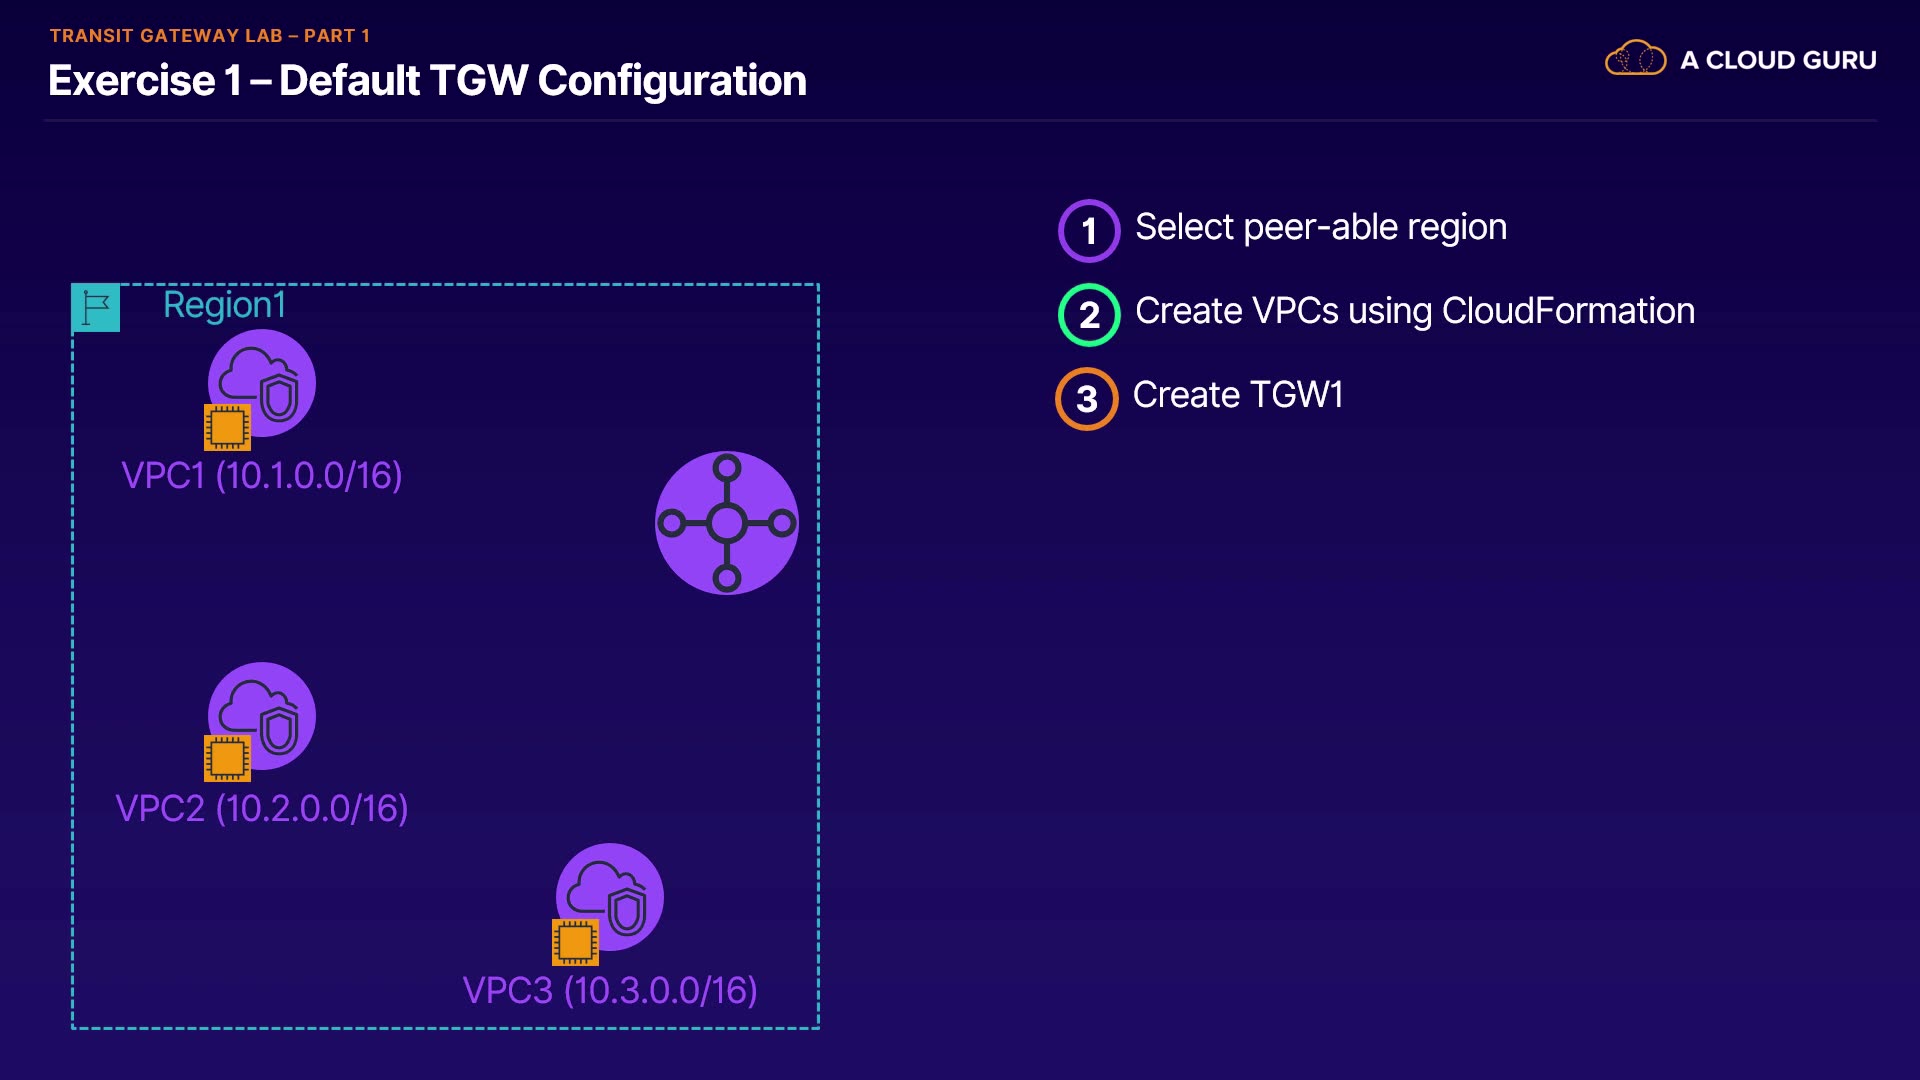 TRANSIT GATEWAY LAB – PART 1
Exercise 1 – Default TGW Configuration
A CLOUD GURU
1 Select peer-able region
2 Create VPCs using CloudFormation
3 Create TGW1
Region1
VPC1 (10.1.0.0/16)
VPC2 (10.2.0.0/16)
VPC3 (10.3.0.0/16)